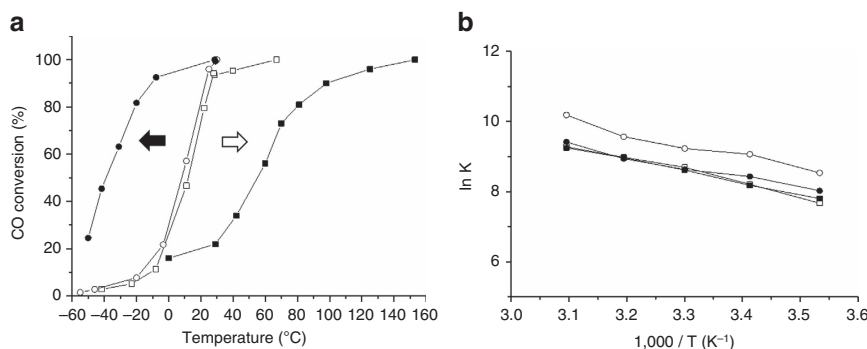 a
100
80
60
40
20
0
CO conversion (%)
–60 –40 –20 0 20 40 60 80 100 120 140 160
Temperature (°C)
b
12
10
8
6
ln K
3.0 3.1 3.2 3.3 3.4 3.5 3.6
1,000 / T (K–1)